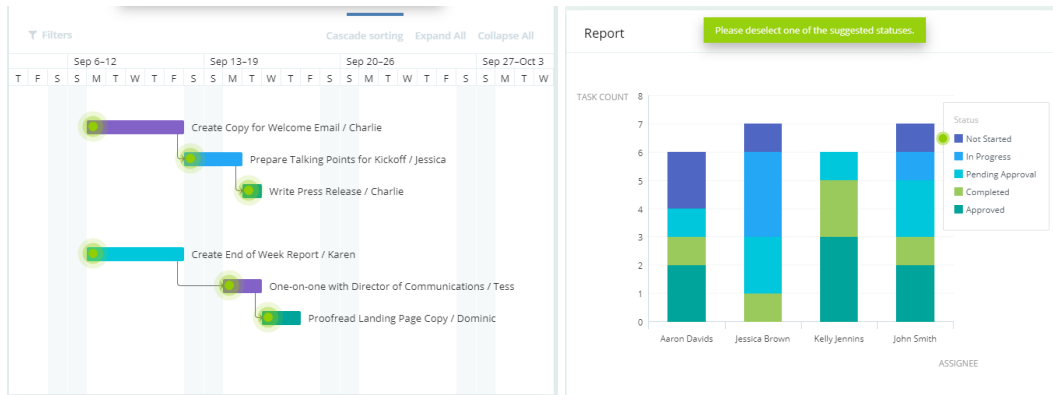 Filters
Cascade sorting Expand All Collapse All
Sep 6–12 Sep 13–19 Sep 20–26 Sep 27–Oct 3
T F S S M T W T F S S M T W T F S S M T W T F S S M T W
Create Copy for Welcome Email / Charlie
Prepare Talking Points for Kickoff / Jessica
Write Press Release / Charlie
Create End of Week Report / Karen
One-on-one with Director of Communications / Tess
Proofread Landing Page Copy / Dominic
Report
Please deselect one of the suggested statuses.
TASK COUNT
8
7
6
5
4
3
2
1
0
Aaron Davids Jessica Brown Kelly Jennins John Smith
ASSIGNEE
Status
Not Started
In Progress
Pending Approval
Completed
Approved